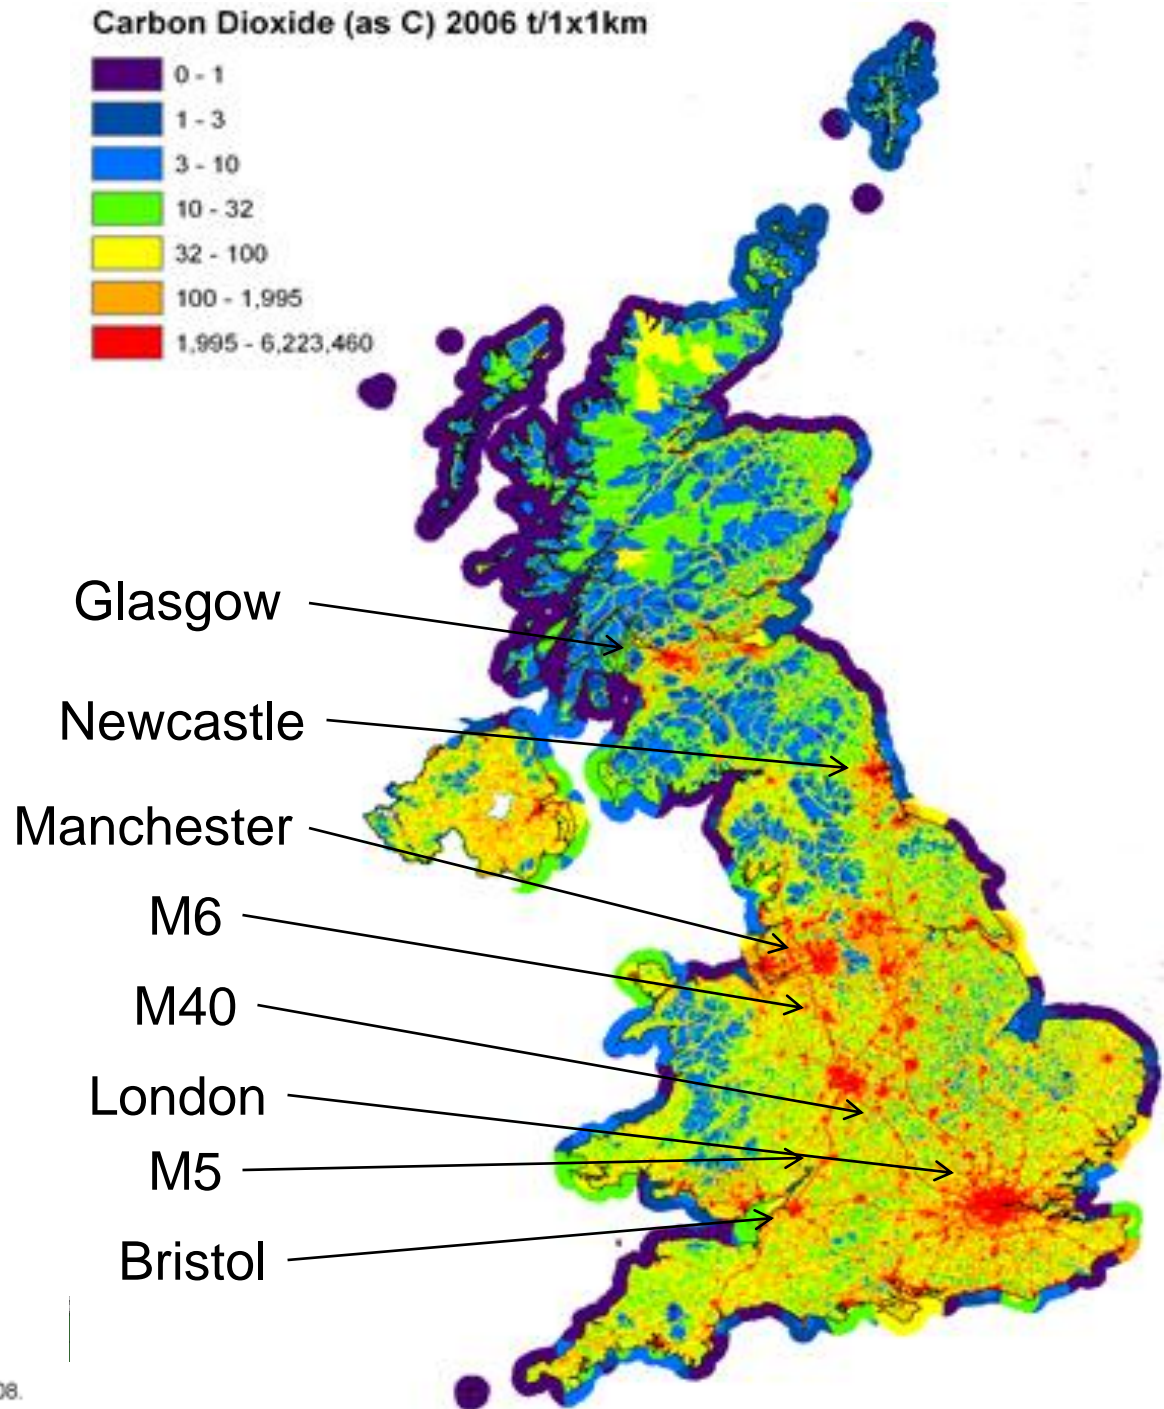 Carbon Dioxide (as C) 2006 t/1x1km
0 - 1
1 - 3
3 - 10
10 - 32
32 - 100
100 - 1,995
1,995 - 6,223,460
Glasgow
Newcastle
Manchester
M6
M40
London
M5
Bristol
08.